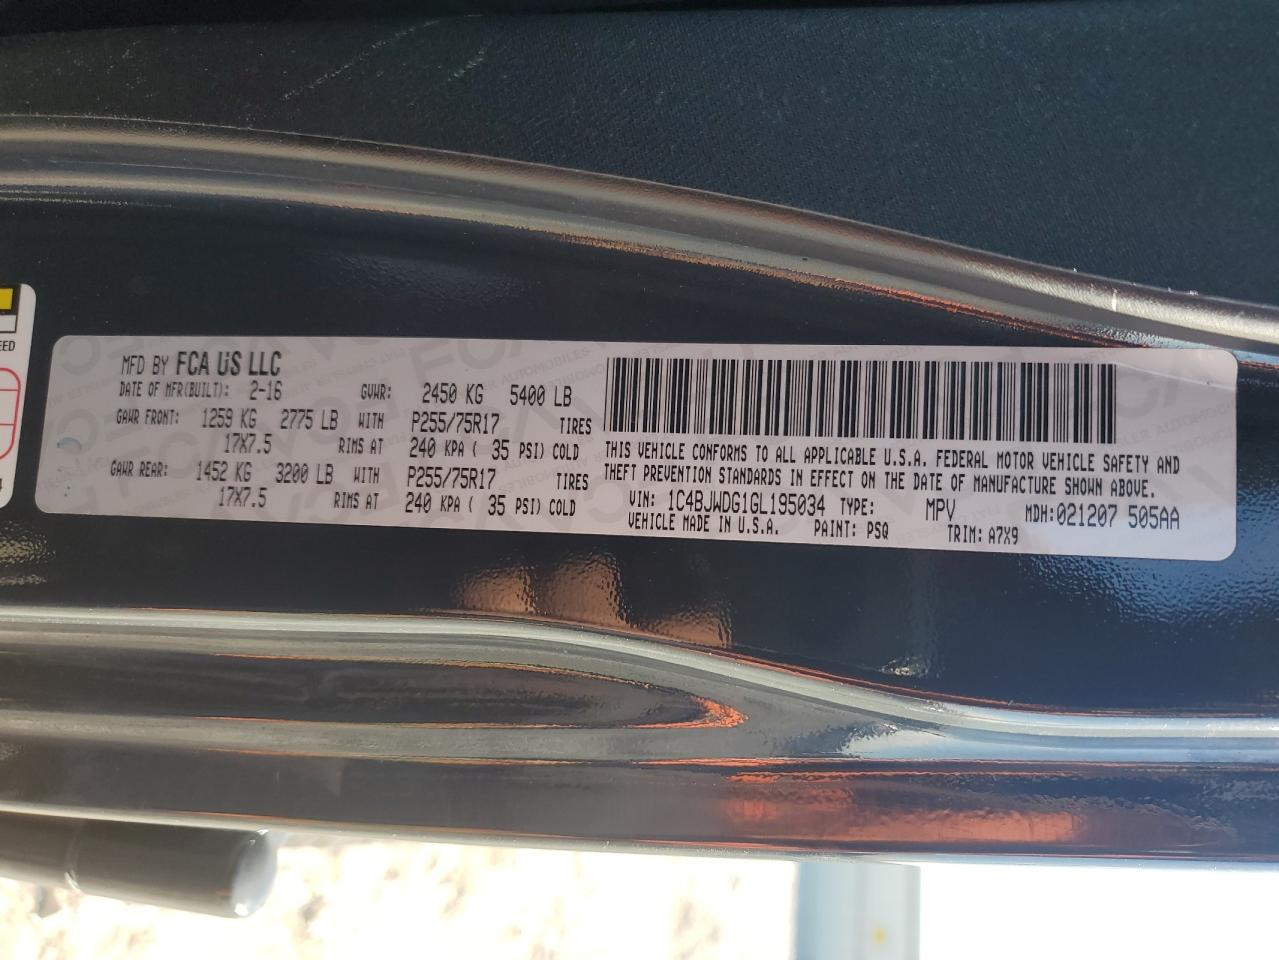 EED
4
MFD BY FCA US LLC
DATE OF MFR(BUILT): 2-16 GVWR: 2450 KG 5400 LB
GAWR FRONT: 1259 KG 2775 LB WITH P255/75R17 TIRES
17X7.5 RIMS AT 240 KPA ( 35 PSI) COLD
GAWR REAR: 1452 KG 3200 LB WITH P255/75R17 TIRES
17X7.5 RIMS AT 240 KPA ( 35 PSI) COLD
THIS VEHICLE CONFORMS TO ALL APPLICABLE U.S.A. FEDERAL MOTOR VEHICLE SAFETY AND
THEFT PREVENTION STANDARDS IN EFFECT ON THE DATE OF MANUFACTURE SHOWN ABOVE.
VIN: 1C4BJWDG1GL195034 TYPE: MPV MDH:021207 505AA
VEHICLE MADE IN U.S.A. PAINT: PSQ TRIM: A7X9